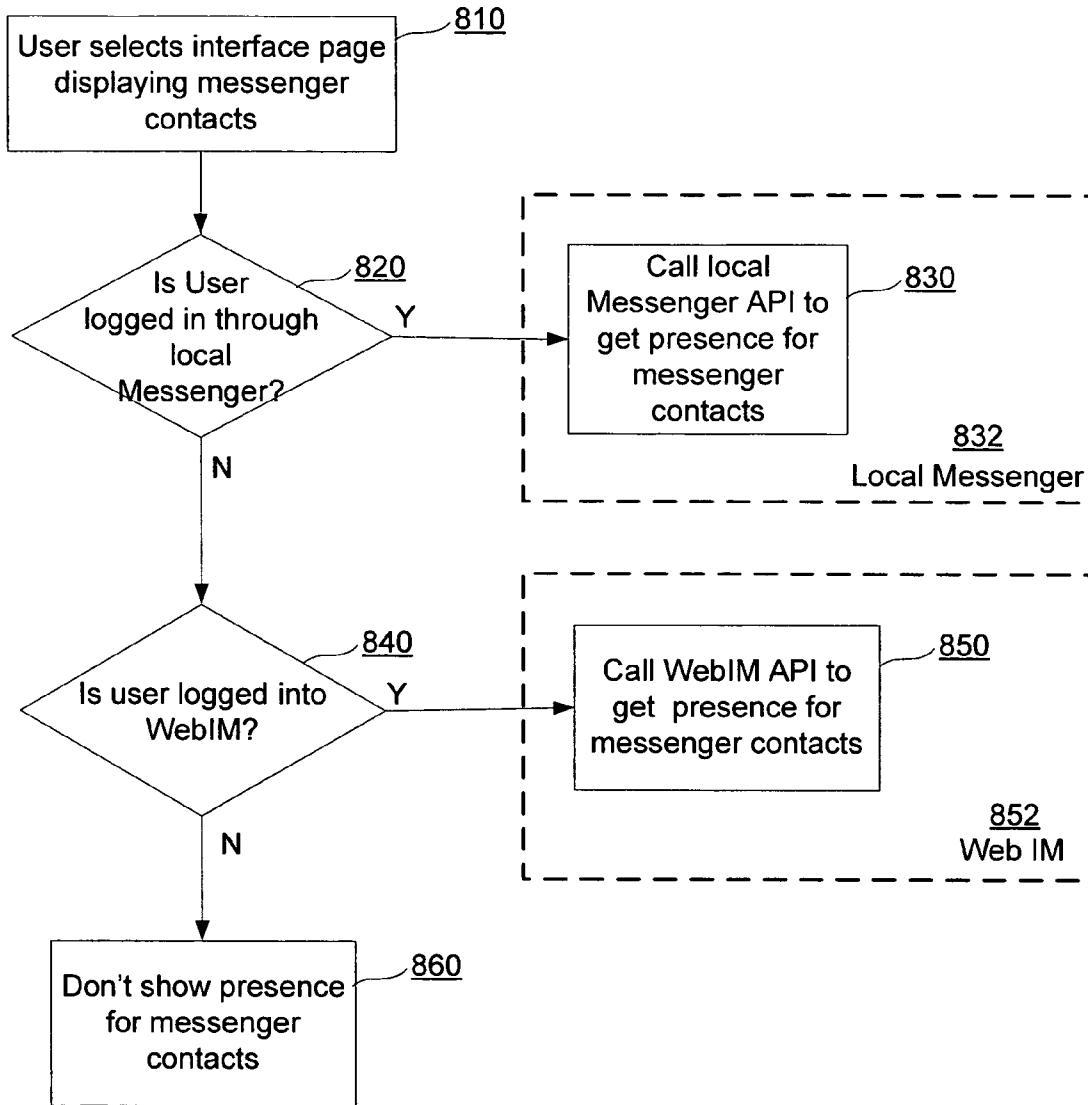 810
User selects interface page
displaying messenger
contacts
820
Is User
logged in through
local
Messenger?
Y
N
Call local
Messenger API to
get presence for
messenger
contacts
830
832
Local Messenger
840
Is user logged into
WebIM?
Y
N
Call WebIM API to
get presence for
messenger contacts
850
852
Web IM
Don't show presence
for messenger
contacts
860